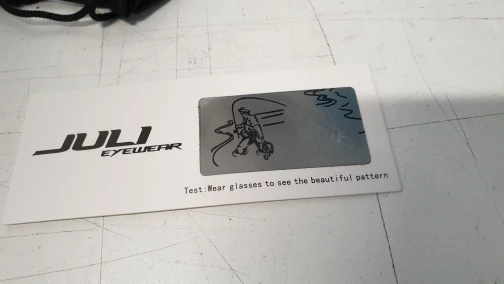 JULI
EYEWEAR
Test:Wear glasses to see the beautiful pattern